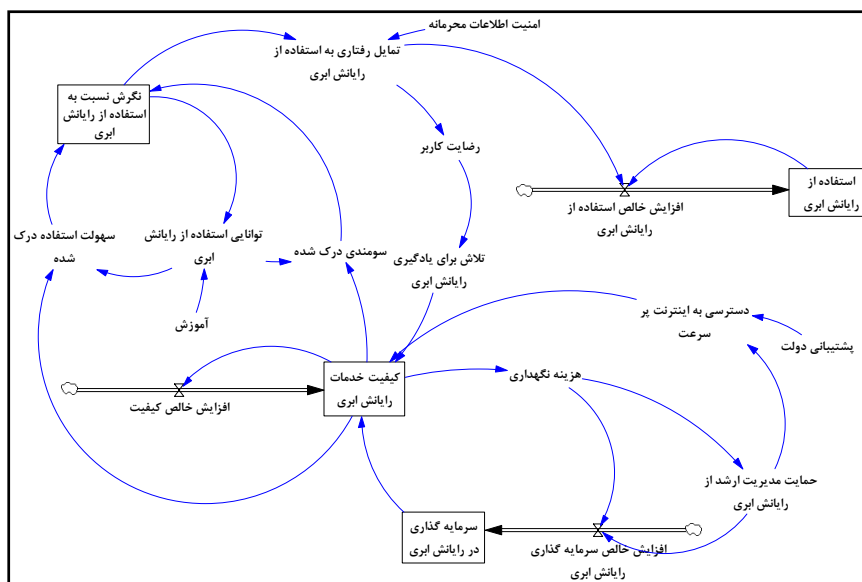 امنیت اطلاعات محرمانه
تمایل رفتاری به استفاده از
رایانش ابری
نگرش نسبت به
استفاده از رایانش
ابری
رضایت کاربر
استفاده از
رایانش ابری
افزایش خالص استفاده از
رایانش ابری
سهولت استفاده درک
شده
توانایی استفاده از رایانش
ابری
سومندی درک شده
تلاش برای یادگیری
رایانش ابری
آموزش
دسترسی به اینترنت پر
سرعت
پشتیبانی دولت
کیفیت خدمات
رایانش ابری
هزینه نگهداری
افزایش خالص کیفیت
حمایت مدیریت ارشد از
رایانش ابری
سرمایه گذاری
در رایانش ابری
افزایش خالص سرمایه گذاری
رایانش ابری